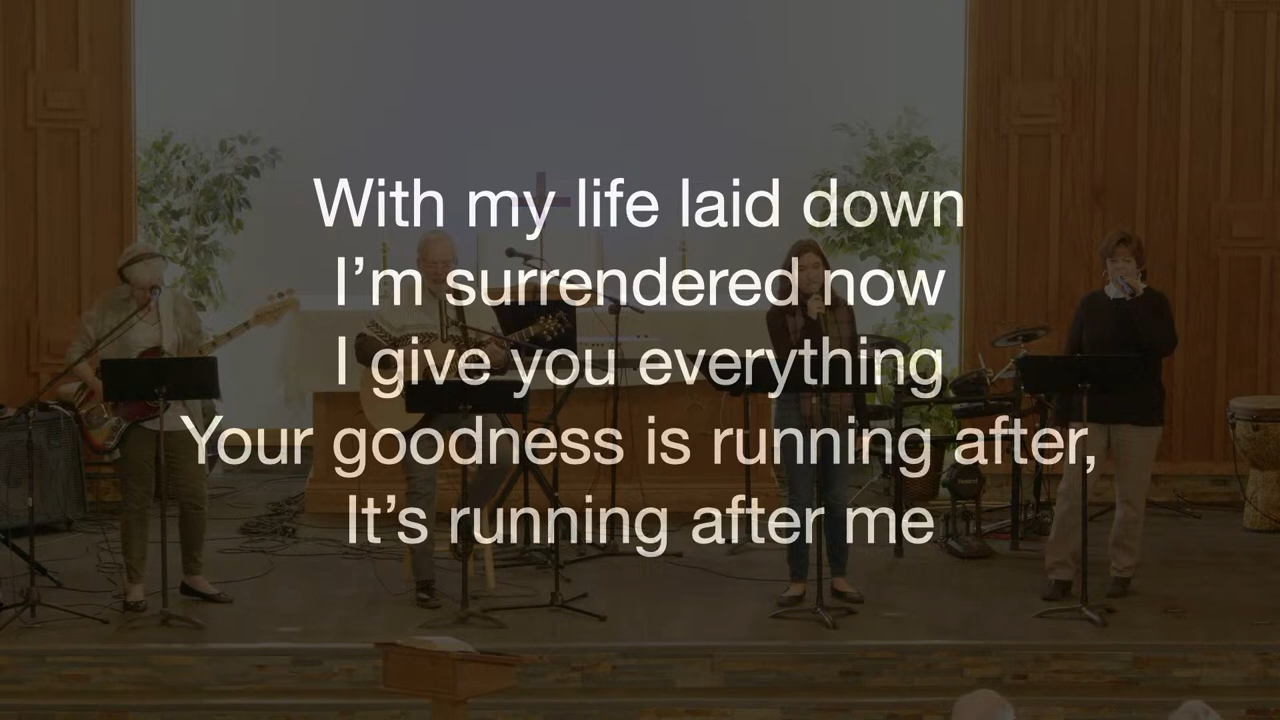 With my life laid down
I’m surrendered now
I give you everything
Your goodness is running after,
It’s running after me